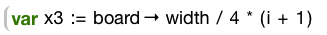 var x3 := board→ width / 4 * (i + 1)